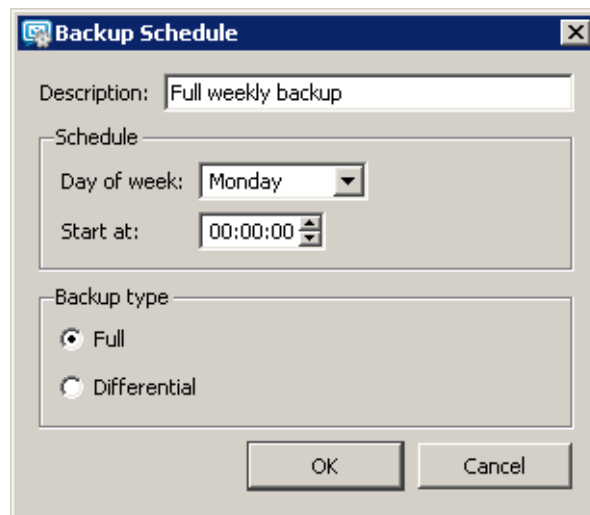 Backup Schedule
Description: Full weekly backup
Schedule
Day of week: Monday
Start at: 00:00:00
Backup type
Full
Differential
OK Cancel